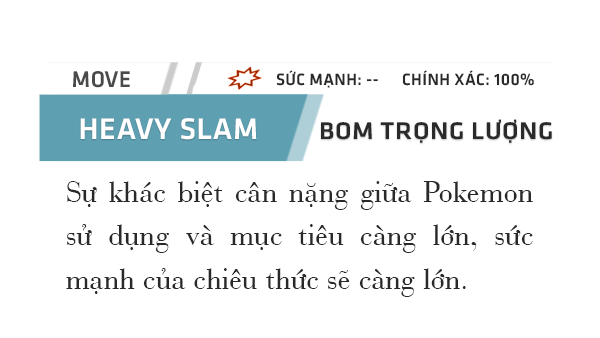 MOVE SỨC MẠNH: -- CHÍNH XÁC: 100%
HEAVY SLAM BOM TRỌNG LƯỢNG
Sự khác biệt cân nặng giữa Pokemon
sử dụng và mục tiêu càng lớn, sức
mạnh của chiêu thức sẽ càng lớn.